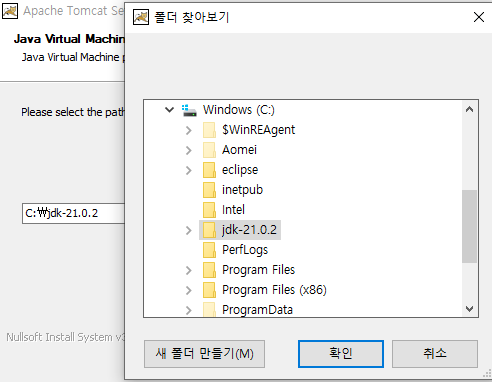 Apache Tomcat Se
Java Virtual Machin
Java Virtual Machine p
Please select the path
C:₩jdk-21.0.2
Nullsoft Install System v3
폴더 찾아보기
Windows (C:)
$WinREAgent
Aomei
eclipse
inetpub
Intel
jdk-21.0.2
PerfLogs
Program Files
Program Files (x86)
ProgramData
새 폴더 만들기(M)
확인
취소